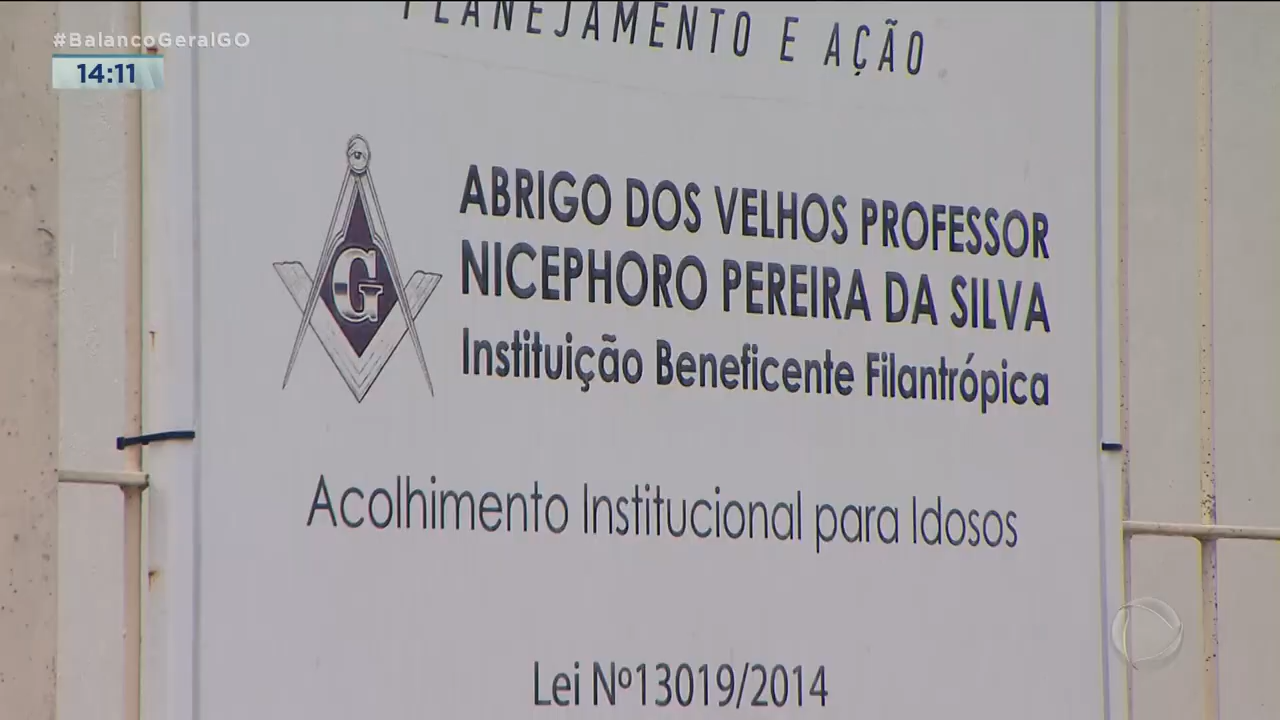 #BalancoGeralGO
14:11
PLANEJAMENTO E AÇÃO
G
ABRIGO DOS VELHOS PROFESSOR
NICEPHORO PEREIRA DA SILVA
Instituição Beneficente Filantrópica
Acolhimento Institucional para Idosos
Lei Nº13019/2014